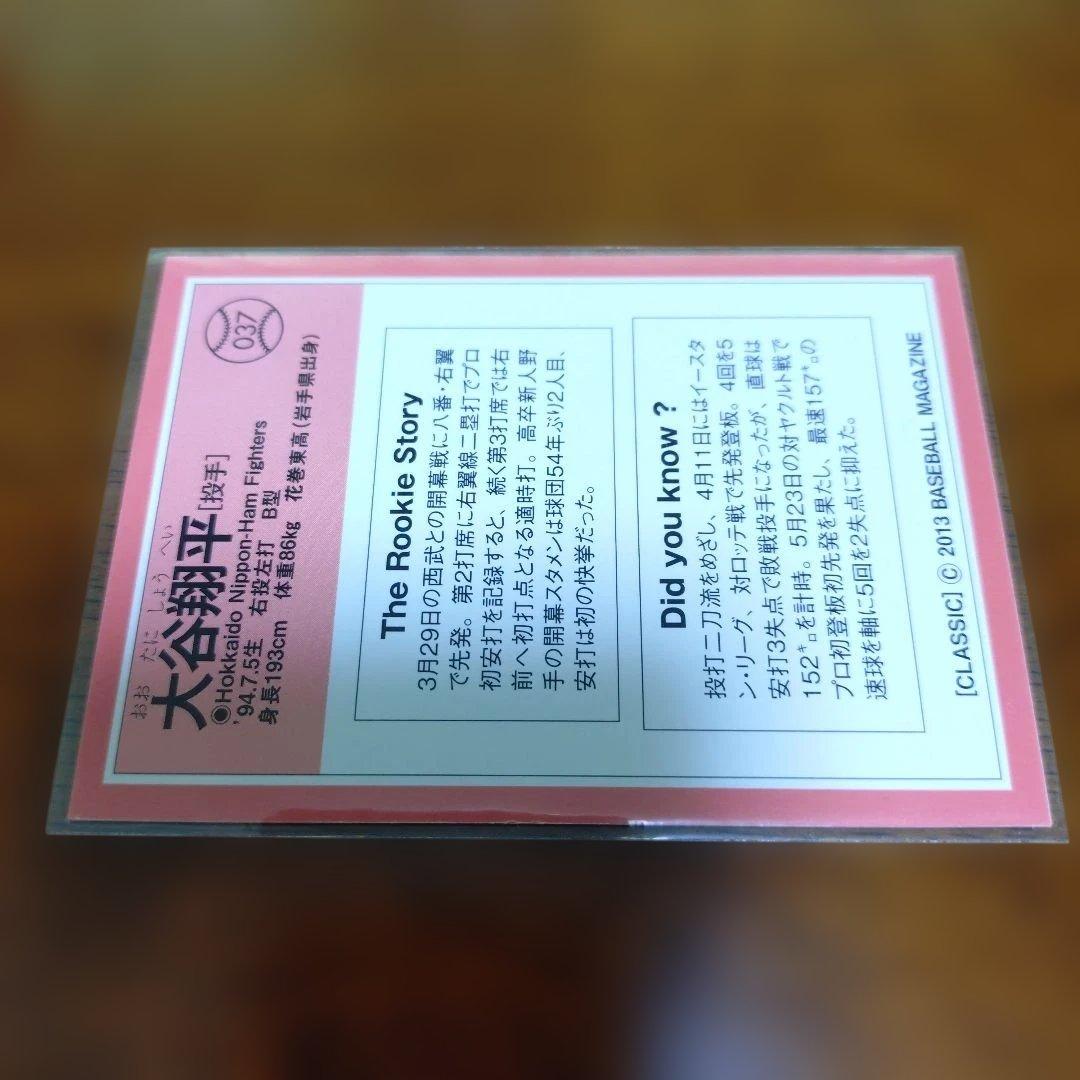 037
おお たに しょう へい
大谷翔平[投手]
◉Hokkaido Nippon-Ham Fighters
'94.7.5生 右投左打 B型
身長193cm 体重86kg 花巻東高(岩手県出身)
The Rookie Story
3月29日の西武との開幕戦に八番・右翼
で先発。第2打席に右翼線二塁打でプロ
初安打を記録すると、続く第3打席では右
前へ初打点となる適時打。高卒新人野
手の開幕スタメンは球団54年ぶり2人目、
安打は初の快挙だった。
Did you know ?
投打二刀流をめざし、4月11日にはイースタ
ン・リーグ、対ロッテ戦で先発登板。4回を5
安打3失点で敗戦投手になったが、直球は
152㌔を計時。5月23日の対ヤクルト戦で
プロ初登板初先発を果たし、最速157㌔の
速球を軸に5回を2失点に抑えた。
[CLASSIC] © 2013 BASEBALL MAGAZINE